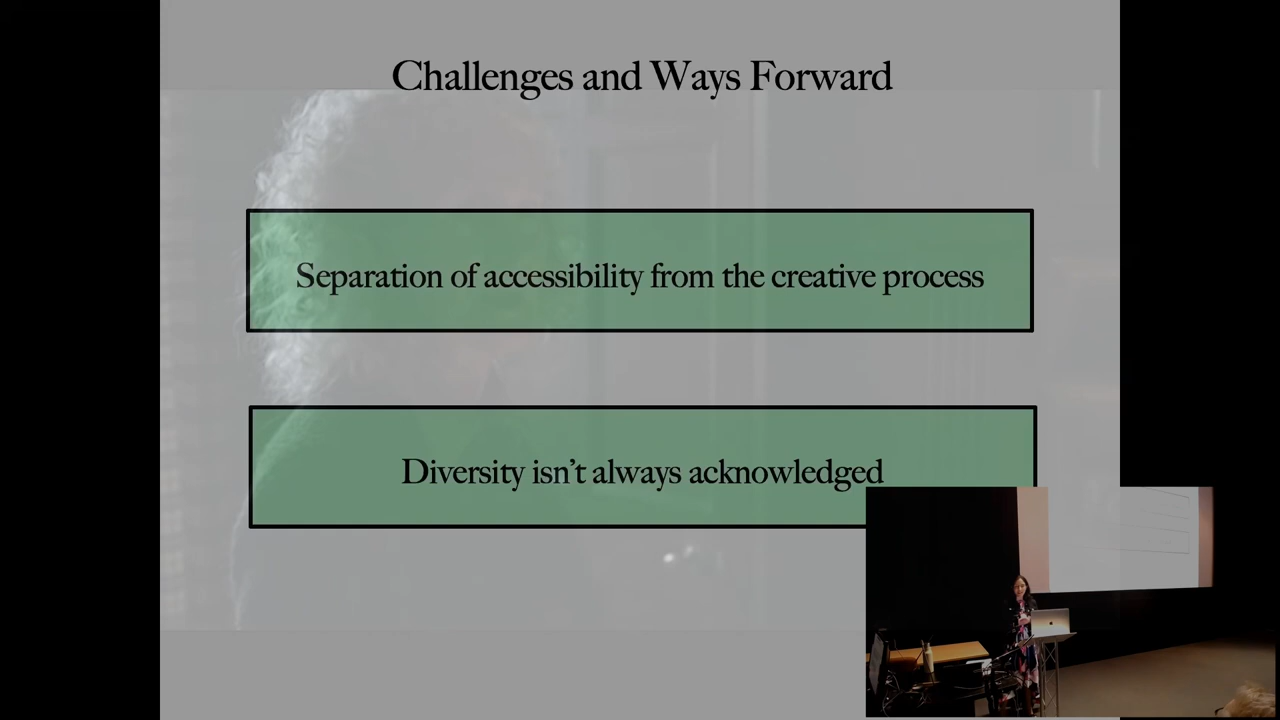 Challenges and Ways Forward
Separation of accessibility from the creative process
Diversity isn't always acknowledged